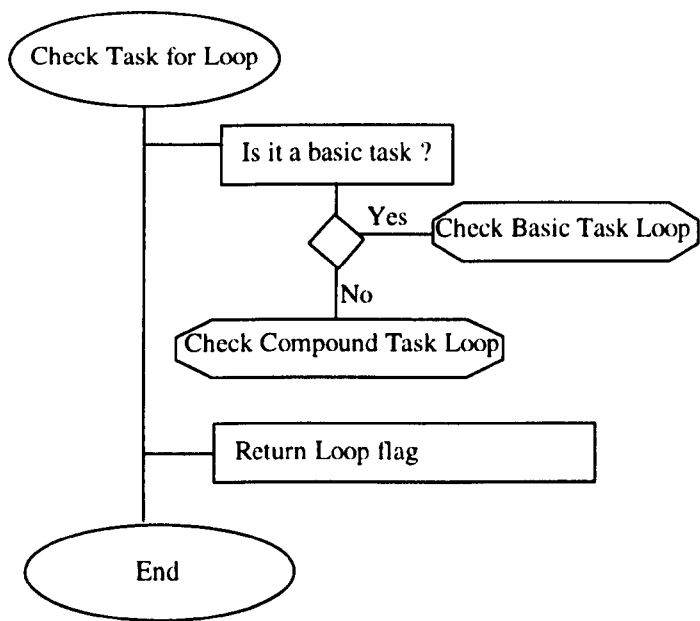 Check Task for Loop
Is it a basic task ?
Yes
Check Basic Task Loop
No
Check Compound Task Loop
Return Loop flag
End